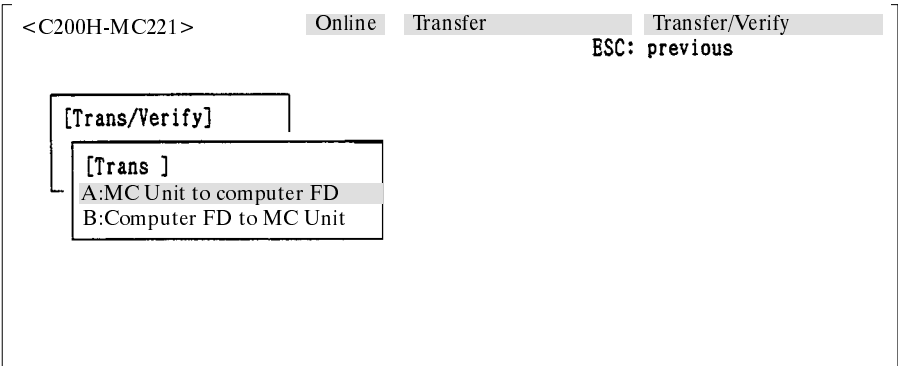 <C200H-MC221> Online Transfer Transfer/Verify
ESC: previous
[Trans/Verify]
[Trans ]
A:MC Unit to computer FD
B:Computer FD to MC Unit